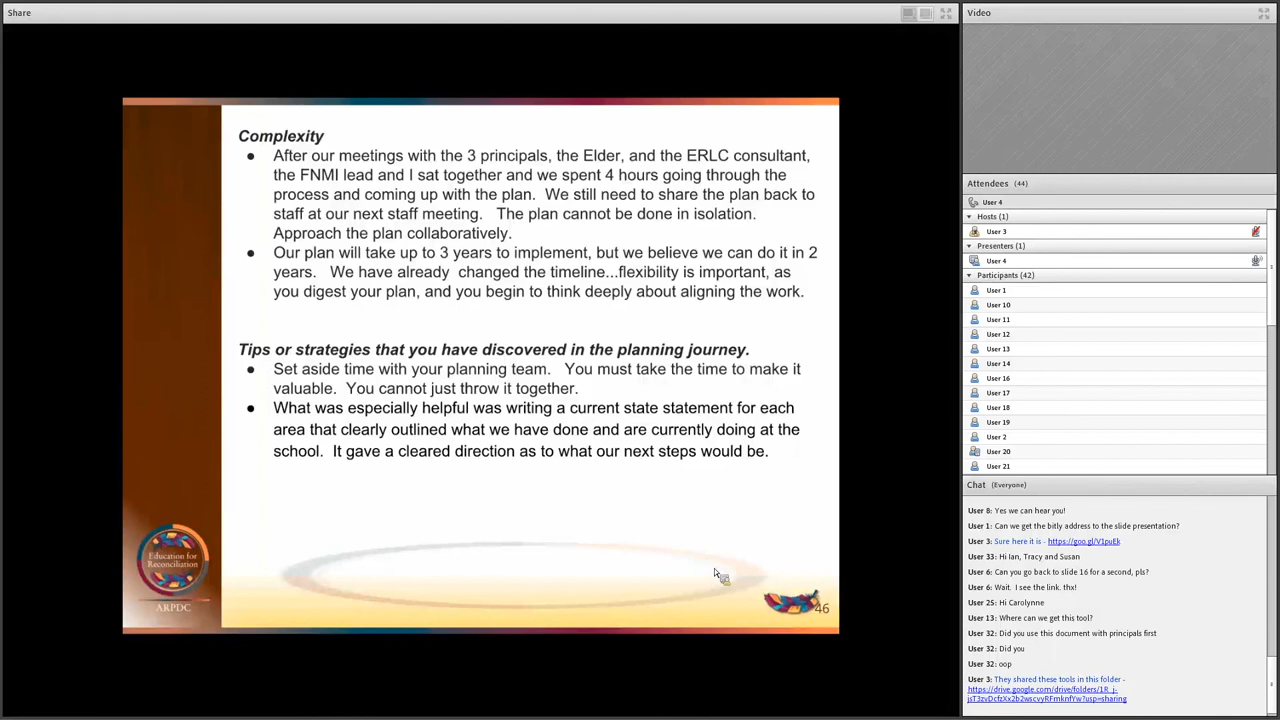 Share
Complexity
● After our meetings with the 3 principals, the Elder, and the ERLC consultant,
the FNMI lead and I sat together and we spent 4 hours going through the
process and coming up with the plan. We still need to share the plan back to
staff at our next staff meeting. The plan cannot be done in isolation.
Approach the plan collaboratively.
● Our plan will take up to 3 years to implement, but we believe we can do it in 2
years. We have already changed the timeline...flexibility is important, as
you digest your plan, and you begin to think deeply about aligning the work.
Tips or strategies that you have discovered in the planning journey.
● Set aside time with your planning team. You must take the time to make it
valuable. You cannot just throw it together.
● What was especially helpful was writing a current state statement for each
area that clearly outlined what we have done and are currently doing at the
school. It gave a cleared direction as to what our next steps would be.
Education for
Reconciliation
ARPDC
46
Video
Attendees (44)
User 4
Hosts (1)
User 3
Presenters (1)
User 4
Participants (42)
User 1
User 10
User 11
User 12
User 13
User 14
User 16
User 17
User 18
User 19
User 2
User 20
User 21
Chat (Everyone)
User 8: Yes we can hear you!
User 1: Can we get the bitly address to the slide presentation?
User 3: Sure here it is - https://goo.gl/V1puEk
User 33: Hi Ian, Tracy and Susan
User 6: Can you go back to slide 16 for a second, pls?
User 6: Wait. I see the link. thx!
User 25: Hi Carolynne
User 13: Where can we get this tool?
User 32: Did you use this document with principals first
User 32: Did you
User 32: oop
User 3: They shared these tools in this folder -
https://drive.google.com/drive/folders/1R_j-
jsT3zvDcfzXx2b2wscvyRFmknfYw?usp=sharing